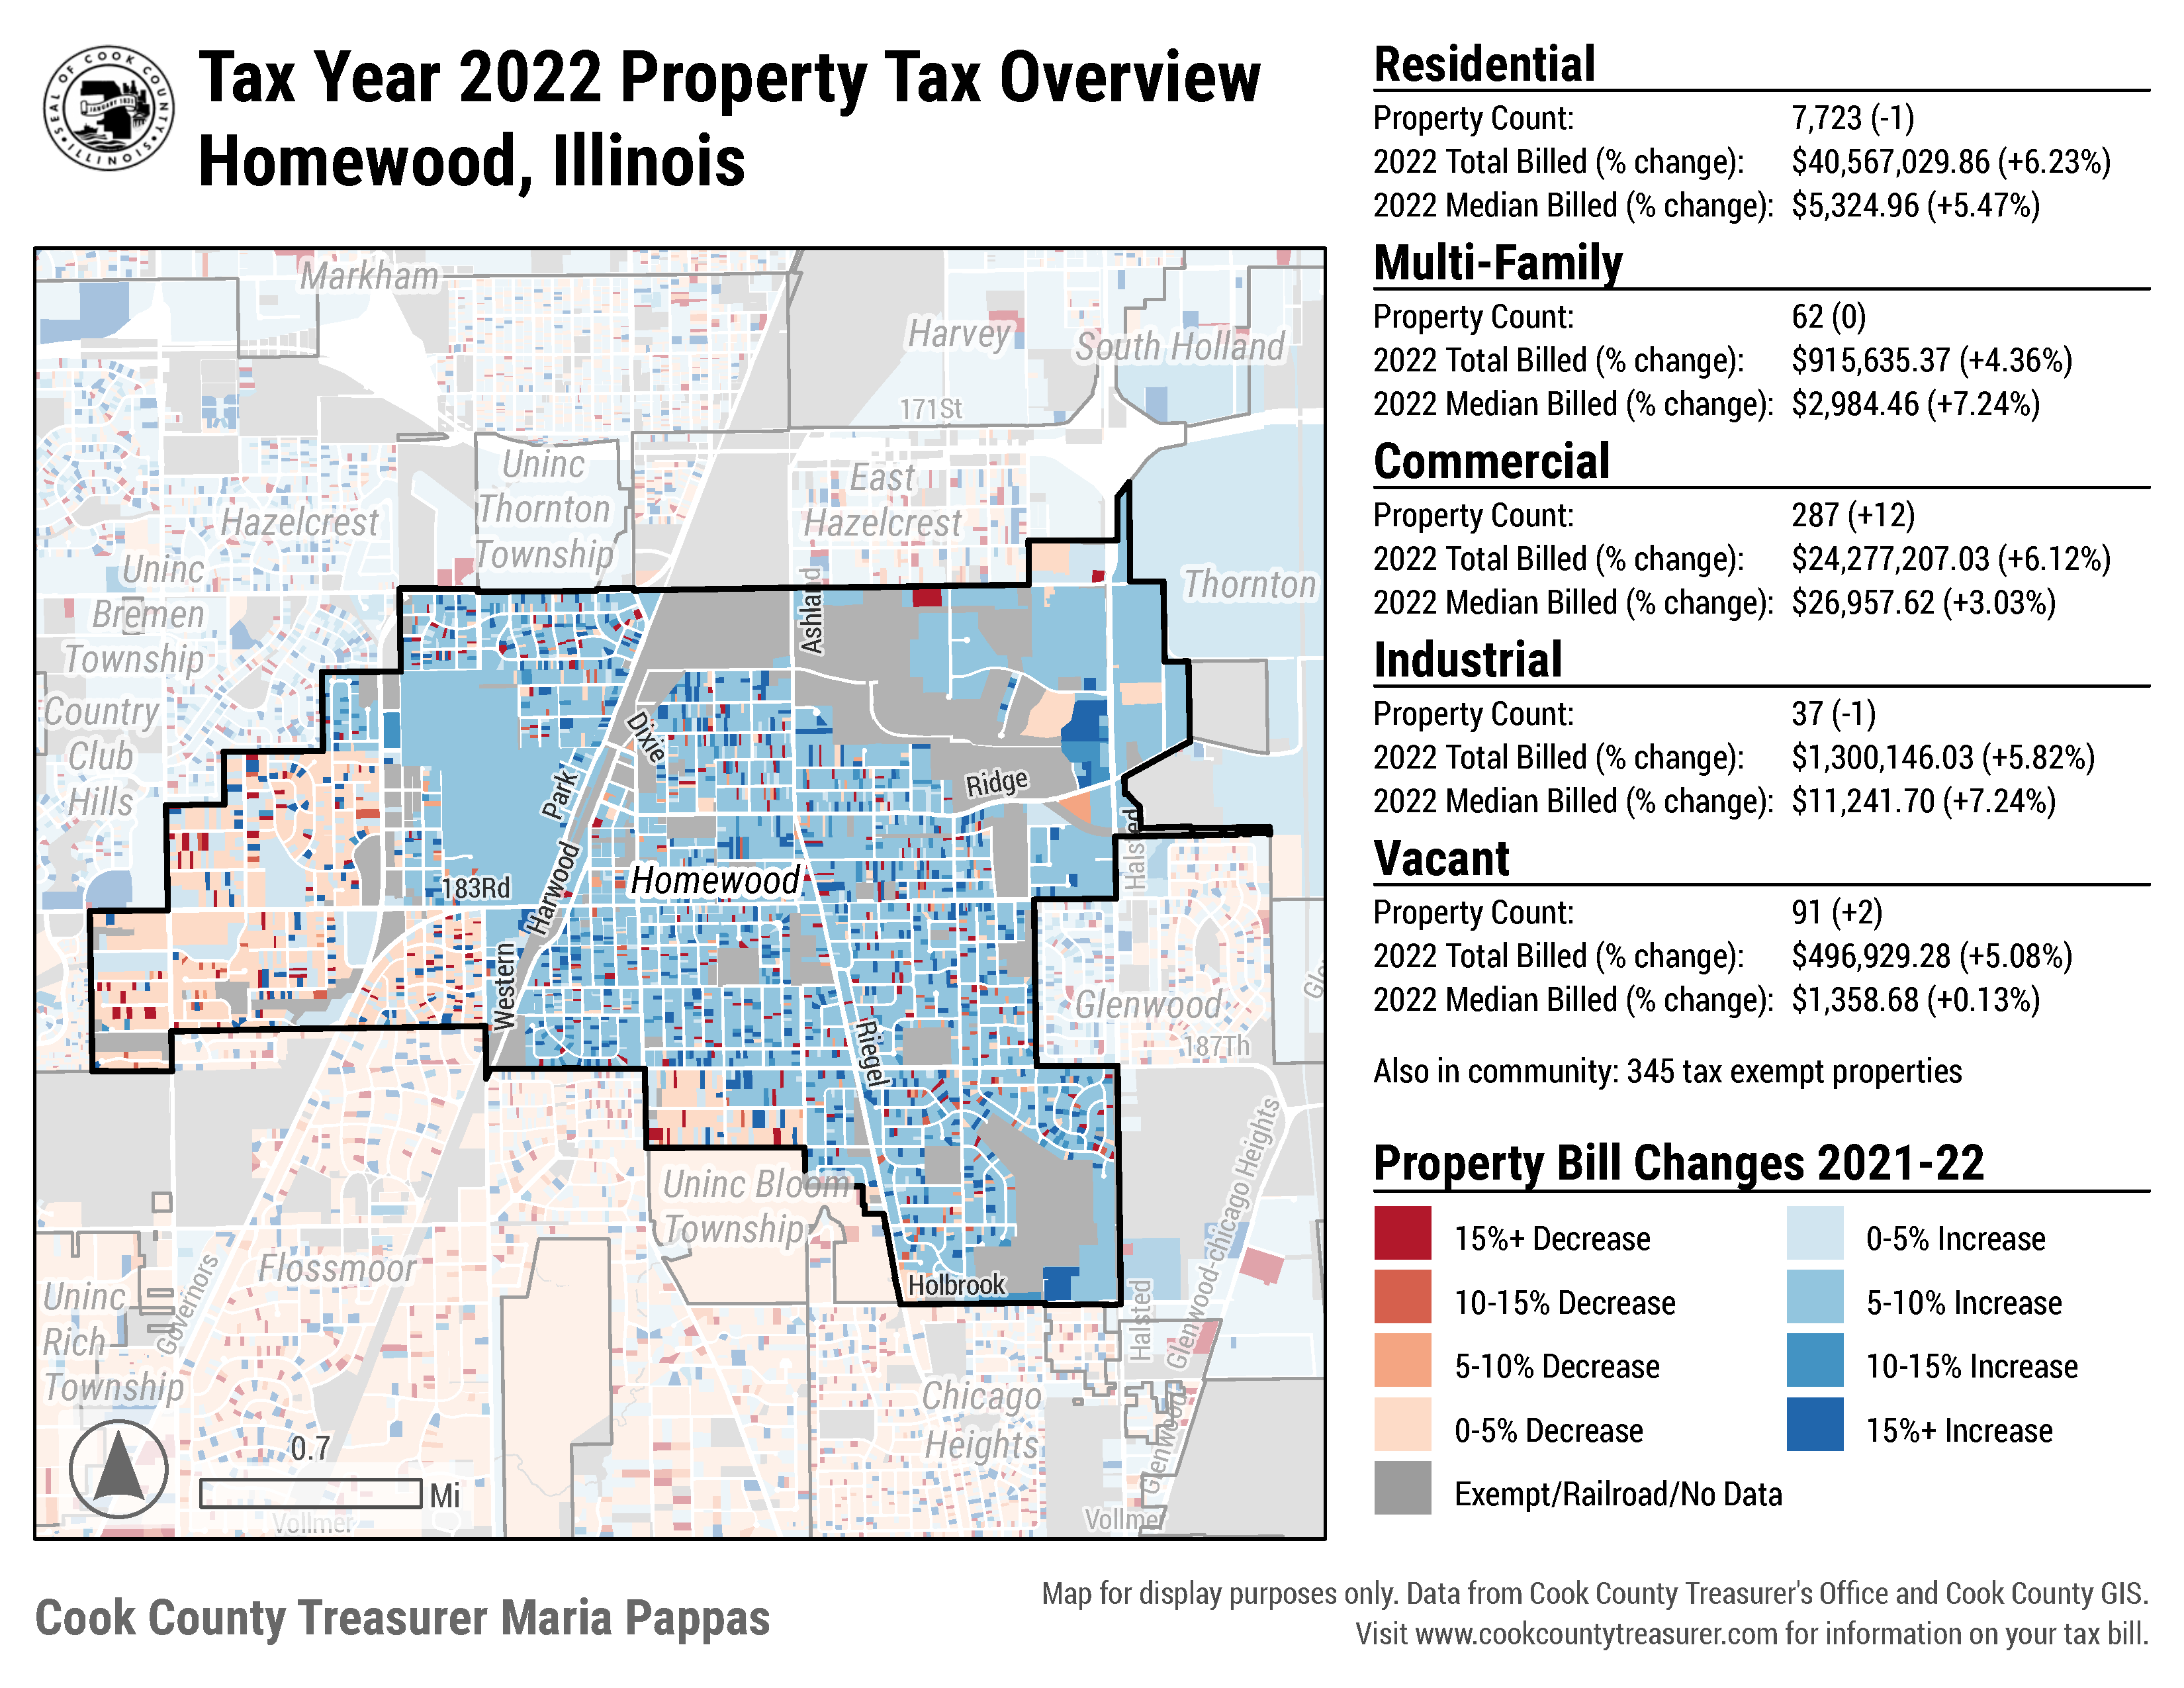 SEAL OF COOK COUNTY
ILLINOIS
JANUARY 1831
Tax Year 2022 Property Tax Overview
Homewood, Illinois
Markham
Harvey
South Holland
171St
Uninc
Thornton
Township
East
Hazelcrest
Hazelcrest
Uninc
Bremen
Township
Thornton
Country
Club
Hills
Ashland
Dixie
Park
Harwood
Ridge
Halsted
183Rd
Homewood
Western
Riegel
Glenwood
187Th
Uninc Bloom
Township
Flossmoor
Governors
Uninc
Rich
Township
Holbrook
Halsted
Glenwood-chicago Heights
Glenwood
Chicago
Heights
Vollmer
Vollmer
0.7
Mi
Residential
Property Count: 7,723 (-1)
2022 Total Billed (% change): $40,567,029.86 (+6.23%)
2022 Median Billed (% change): $5,324.96 (+5.47%)
Multi-Family
Property Count: 62 (0)
2022 Total Billed (% change): $915,635.37 (+4.36%)
2022 Median Billed (% change): $2,984.46 (+7.24%)
Commercial
Property Count: 287 (+12)
2022 Total Billed (% change): $24,277,207.03 (+6.12%)
2022 Median Billed (% change): $26,957.62 (+3.03%)
Industrial
Property Count: 37 (-1)
2022 Total Billed (% change): $1,300,146.03 (+5.82%)
2022 Median Billed (% change): $11,241.70 (+7.24%)
Vacant
Property Count: 91 (+2)
2022 Total Billed (% change): $496,929.28 (+5.08%)
2022 Median Billed (% change): $1,358.68 (+0.13%)
Also in community: 345 tax exempt properties
Property Bill Changes 2021-22
15%+ Decrease
0-5% Increase
10-15% Decrease
5-10% Increase
5-10% Decrease
10-15% Increase
0-5% Decrease
15%+ Increase
Exempt/Railroad/No Data
Cook County Treasurer Maria Pappas
Map for display purposes only. Data from Cook County Treasurer's Office and Cook County GIS.
Visit www.cookcountytreasurer.com for information on your tax bill.